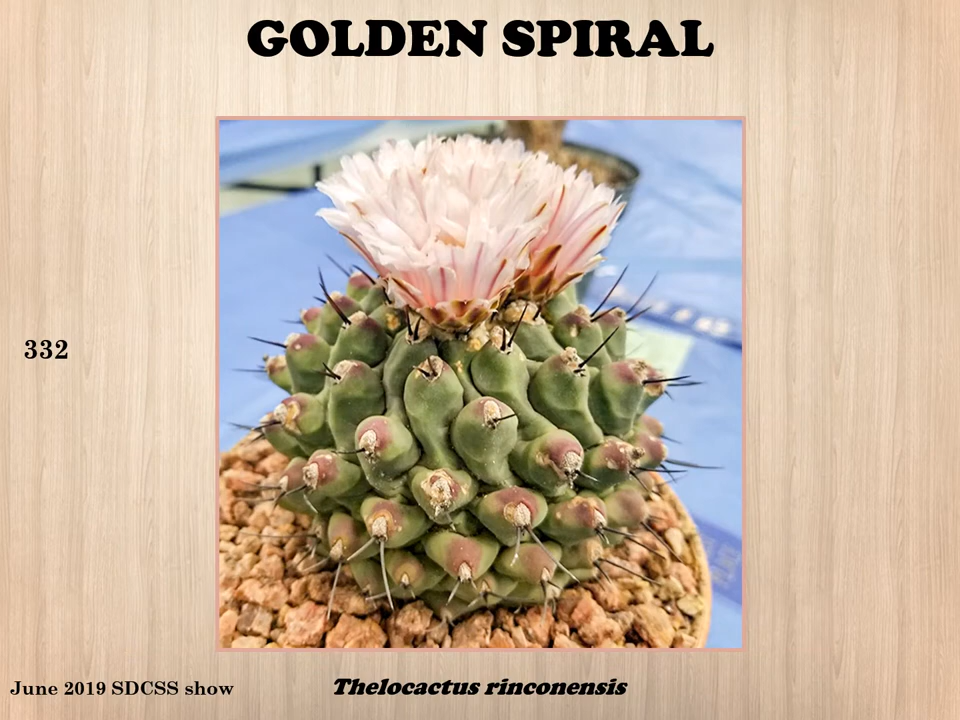 GOLDEN SPIRAL
332
June 2019 SDCSS show
Thelocactus rinconensis